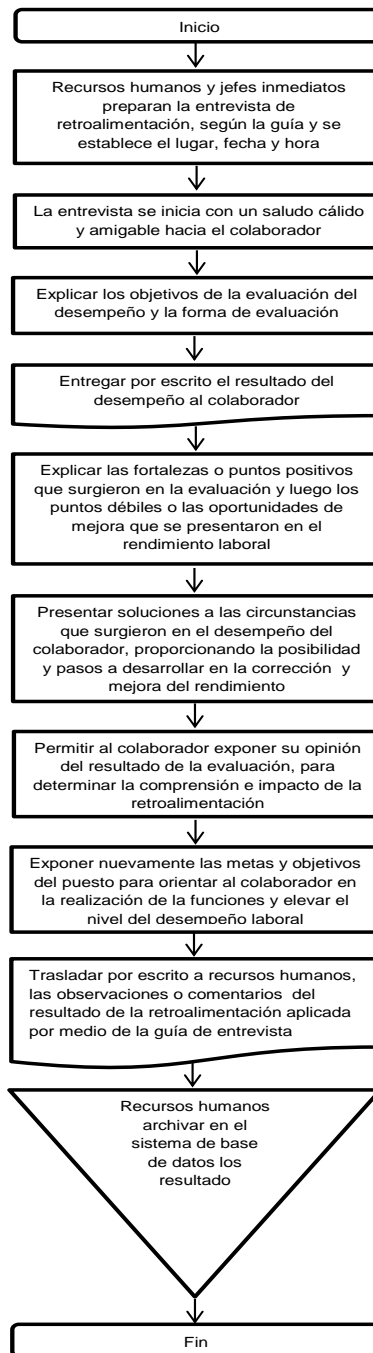 Inicio
Recursos humanos y jefes inmediatos
preparan la entrevista de
retroalimentación, según la guía y se
establece el lugar, fecha y hora
La entrevista se inicia con un saludo cálido
y amigable hacia el colaborador
Explicar los objetivos de la evaluación del
desempeño y la forma de evaluación
Entregar por escrito el resultado del
desempeño al colaborador
Explicar las fortalezas o puntos positivos
que surgieron en la evaluación y luego los
puntos débiles o las oportunidades de
mejora que se presentaron en el
rendimiento laboral
Presentar soluciones a las circunstancias
que surgieron en el desempeño del
colaborador, proporcionando la posibilidad
y pasos a desarrollar en la corrección y
mejora del rendimiento
Permitir al colaborador exponer su opinión
del resultado de la evaluación, para
determinar la comprensión e impacto de la
retroalimentación
Exponer nuevamente las metas y objetivos
del puesto para orientar al colaborador en
la realización de la funciones y elevar el
nivel del desempeño laboral
Trasladar por escrito a recursos humanos,
las observaciones o comentarios del
resultado de la retroalimentación aplicada
por medio de la guía de entrevista
Recursos humanos
archivar en el
sistema de base
de datos los
resultado
Fin